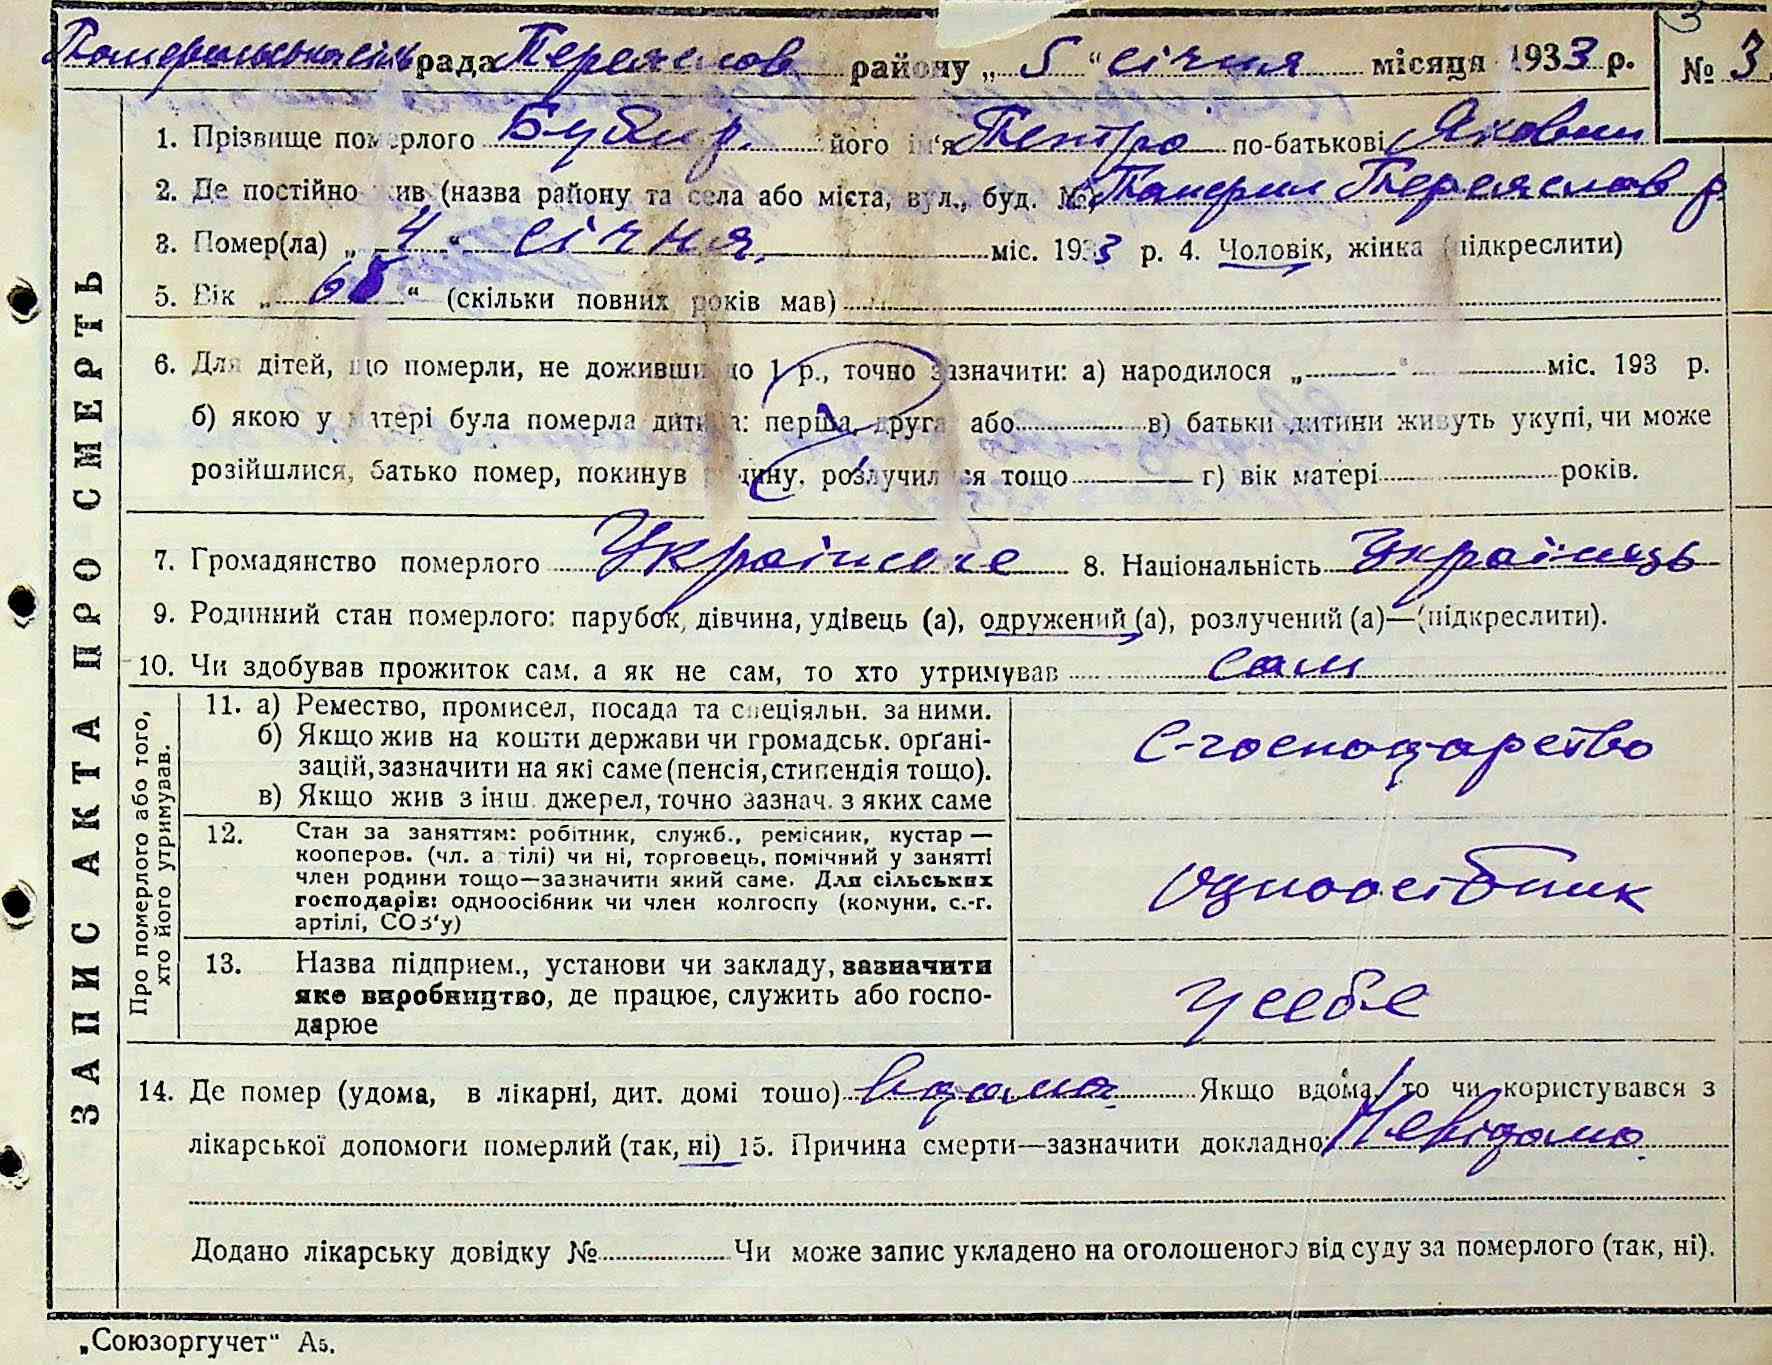 рада Переяслов району „ 5 “ січня місяця 1933 р. № 3
1. Прізвище померлого Бубир. його ім'я Петро по-батькові Якович
2. Де постійно жив (назва району та села або міста, вул., буд. № Переяслов р
3. Помер(ла) „ 4 “ січня. міс. 1933 р. 4. Чоловік, жінка (підкреслити)
5. Вік „ 65 “ (скільки повних років мав)
6. Для дітей, що померли, не доживши до 1 р., точно зазначити: а) народилося „ “ міс. 193 р.
б) якою у матері була померла дитина: перша, друга або в) батьки дитини живуть укупі, чи може
розійшлися, батько помер, покинув родину, розлучилися тощо г) вік матері років.
7. Громадянство померлого Українське 8. Національність Українець
9. Родинний стан померлого: парубок, дівчина, удівець (а), одружений (а), розлучений (а)—(підкреслити).
10. Чи здобував прожиток сам, а як не сам, то хто утримував сам
ЗАПИС АКТА ПРО СМЕРТЬ
Про померлого або того,
хто його утримував.
11. а) Ремество, промисел, посада та спеціяльн. за ними.
б) Якщо жив на кошти держави чи громадськ. орґані-
зацій, зазначити на які саме (пенсія, стипендія тощо).
в) Якщо жив з інш. джерел, точно зазнач. з яких саме
С-господарство
12. Стан за заняттям: робітник, служб., ремісник, кустар —
кооперов. (чл. а тілі) чи ні, торговець, помічний у занятті
член родини тощо—зазначити який саме. Для сільських
господарів: одноосібник чи член колгоспу (комуни, с.-г.
артілі, СОЗ'у)
одноосібник
13. Назва підприєм., установи чи закладу, зазначити
яке виробництво, де працює, служить або госпо-
дарює
у себе
14. Де помер (удома, в лікарні, дит. домі тошо) вдома. Якщо вдома, то чи користувався з
лікарської допомоги померлий (так, ні) 15. Причина смерти—зазначити докладно: Невідома.
Додано лікарську довідку № Чи може запис укладено на оголошеного від суду за померлого (так, ні).
„Союзоргучет“ А5.